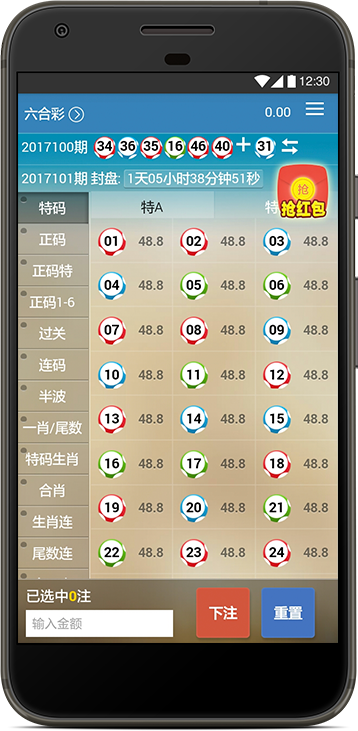 12:30
六合彩 0.00
2017100期 34 36 35 16 46 40 + 31
2017101期 封盘: 1天05小时38分钟51秒
抢
抢红包
特码 特A 特
正码 01 48.8 02 48.8 03 48.8
正码特 04 48.8 05 48.8 06 48.8
正码1-6
过关 07 48.8 08 48.8 09 48.8
连码 10 48.8 11 48.8 12 48.8
半波
一肖/尾数 13 48.8 14 48.8 15 48.8
特码生肖 16 48.8 17 48.8 18 48.8
合肖
生肖连 19 48.8 20 48.8 21 48.8
尾数连 22 48.8 23 48.8 24 48.8
已选中0注
输入金额
下注 重置